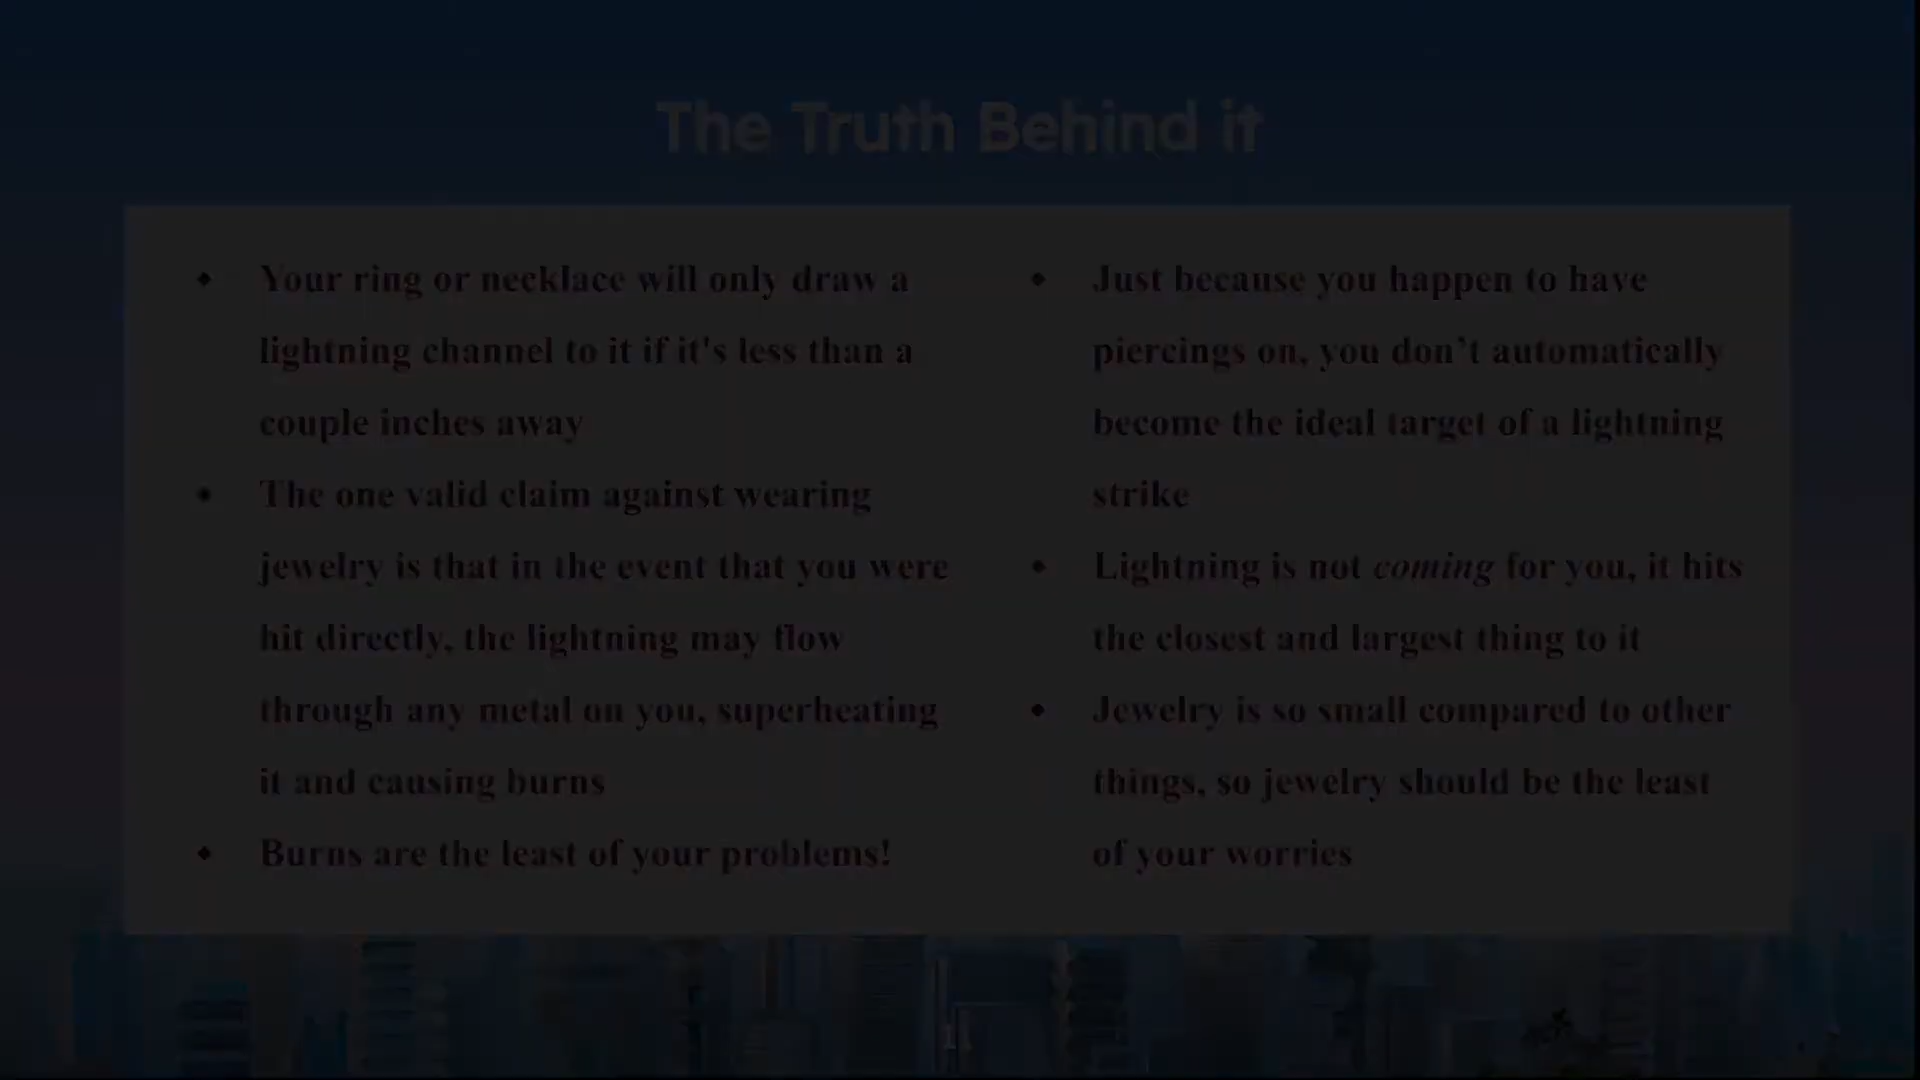 The Truth Behind it
• Your ring or necklace will only draw a
lightning channel to it if it's less than a
couple inches away
• The one valid claim against wearing
jewelry is that in the event that you were
hit directly, the lightning may flow
through any metal on you, superheating
it and causing burns
• Burns are the least of your problems!
• Just because you happen to have
piercings on, you don’t automatically
become the ideal target of a lightning
strike
• Lightning is not coming for you, it hits
the closest and largest thing to it
• Jewelry is so small compared to other
things, so jewelry should be the least
of your worries